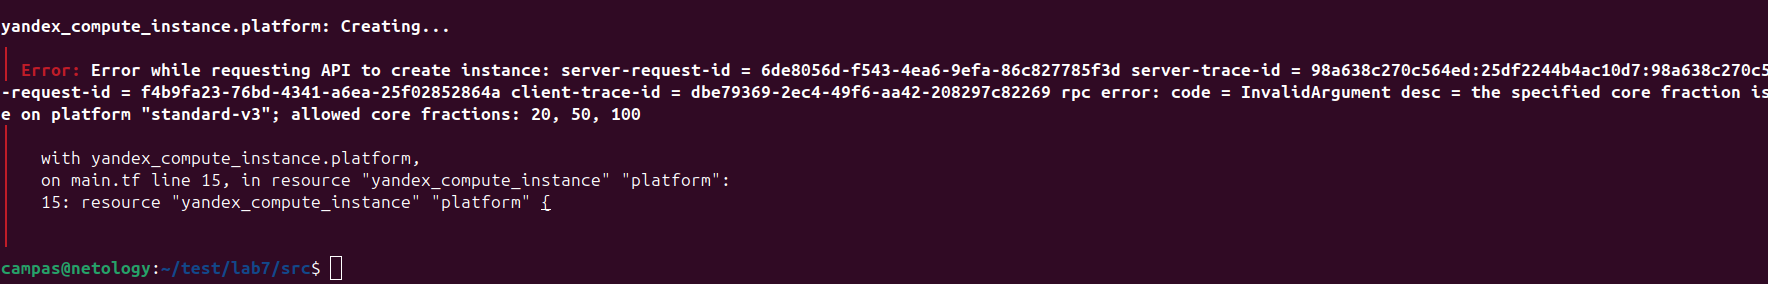 yandex_compute_instance.platform: Creating...
Error: Error while requesting API to create instance: server-request-id = 6de8056d-f543-4ea6-9efa-86c827785f3d server-trace-id = 98a638c270c564ed:25df2244b4ac10d7:98a638c270c5
-request-id = f4b9fa23-76bd-4341-a6ea-25f02852864a client-trace-id = dbe79369-2ec4-49f6-aa42-208297c82269 rpc error: code = InvalidArgument desc = the specified core fraction is
e on platform "standard-v3"; allowed core fractions: 20, 50, 100
with yandex_compute_instance.platform,
on main.tf line 15, in resource "yandex_compute_instance" "platform":
15: resource "yandex_compute_instance" "platform" {
campas@netology:~/test/lab7/src$